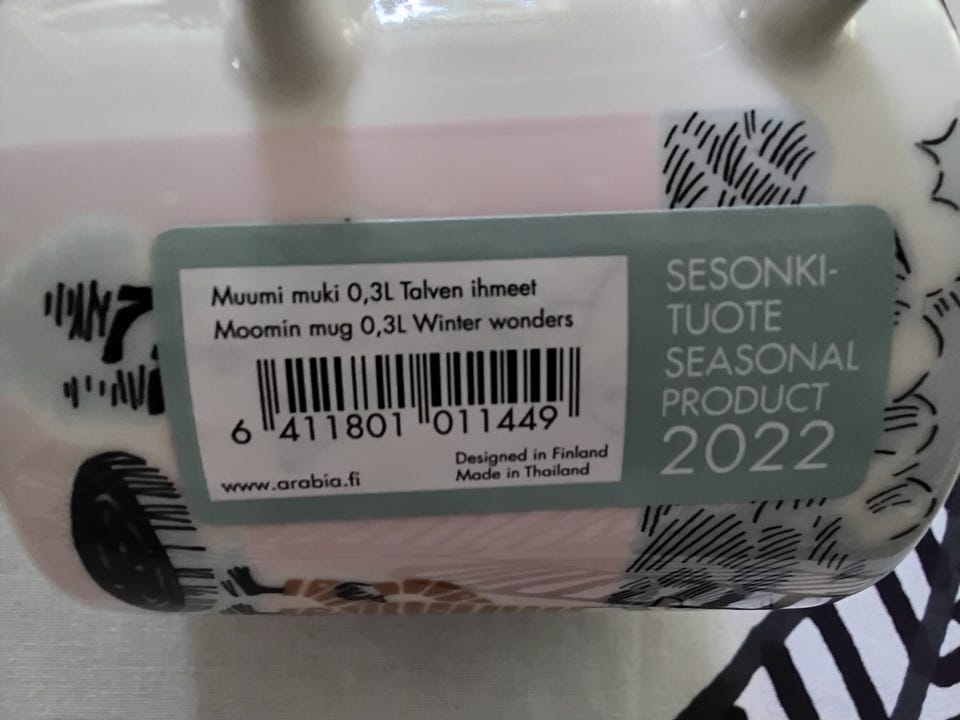 Muumi muki 0,3L Talven ihmeet
Moomin mug 0,3L Winter wonders
6 411801 011449
Designed in Finland
Made in Thailand
www.arabia.fi
SESONKI-
TUOTE
SEASONAL
PRODUCT
2022